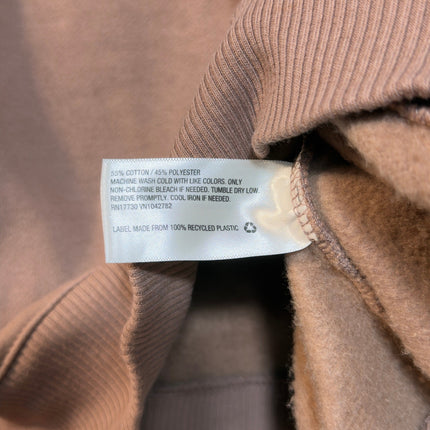 55% COTTON / 45% POLYESTER
MACHINE WASH COLD WITH LIKE COLORS. ONLY
NON-CHLORINE BLEACH IF NEEDED. TUMBLE DRY LOW.
REMOVE PROMPTLY. COOL IRON IF NEEDED.
RN17730 VN1042782
LABEL MADE FROM 100% RECYCLED PLASTIC